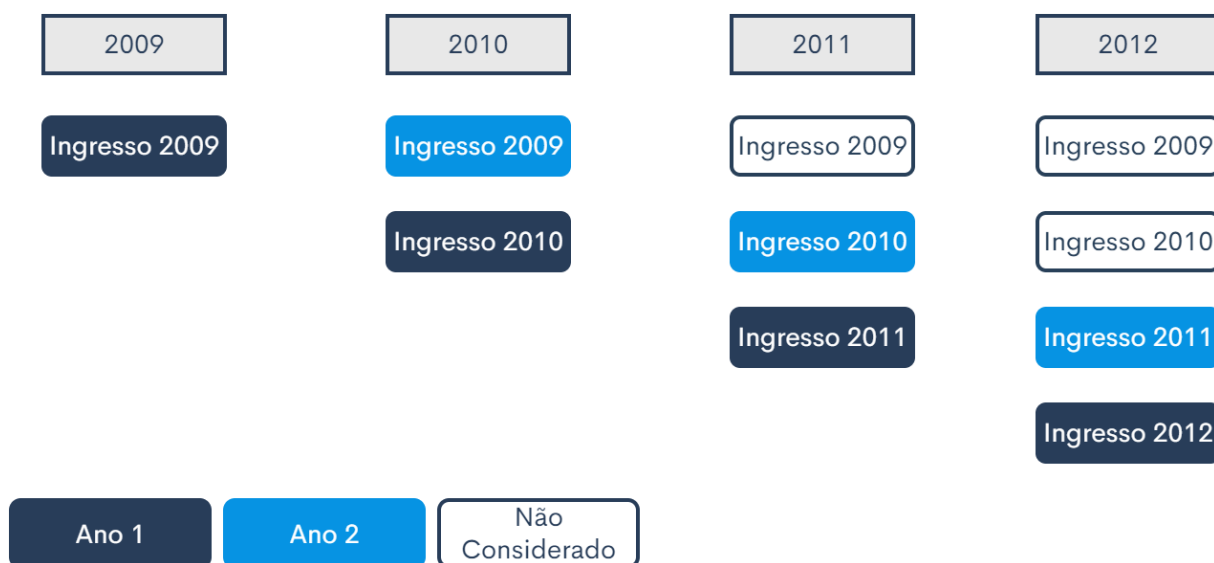 2009
2010
2011
2012
Ingresso 2009
Ingresso 2009
Ingresso 2009
Ingresso 2009
Ingresso 2010
Ingresso 2010
Ingresso 2010
Ingresso 2011
Ingresso 2011
Ingresso 2012
Ano 1
Ano 2
Não
Considerado